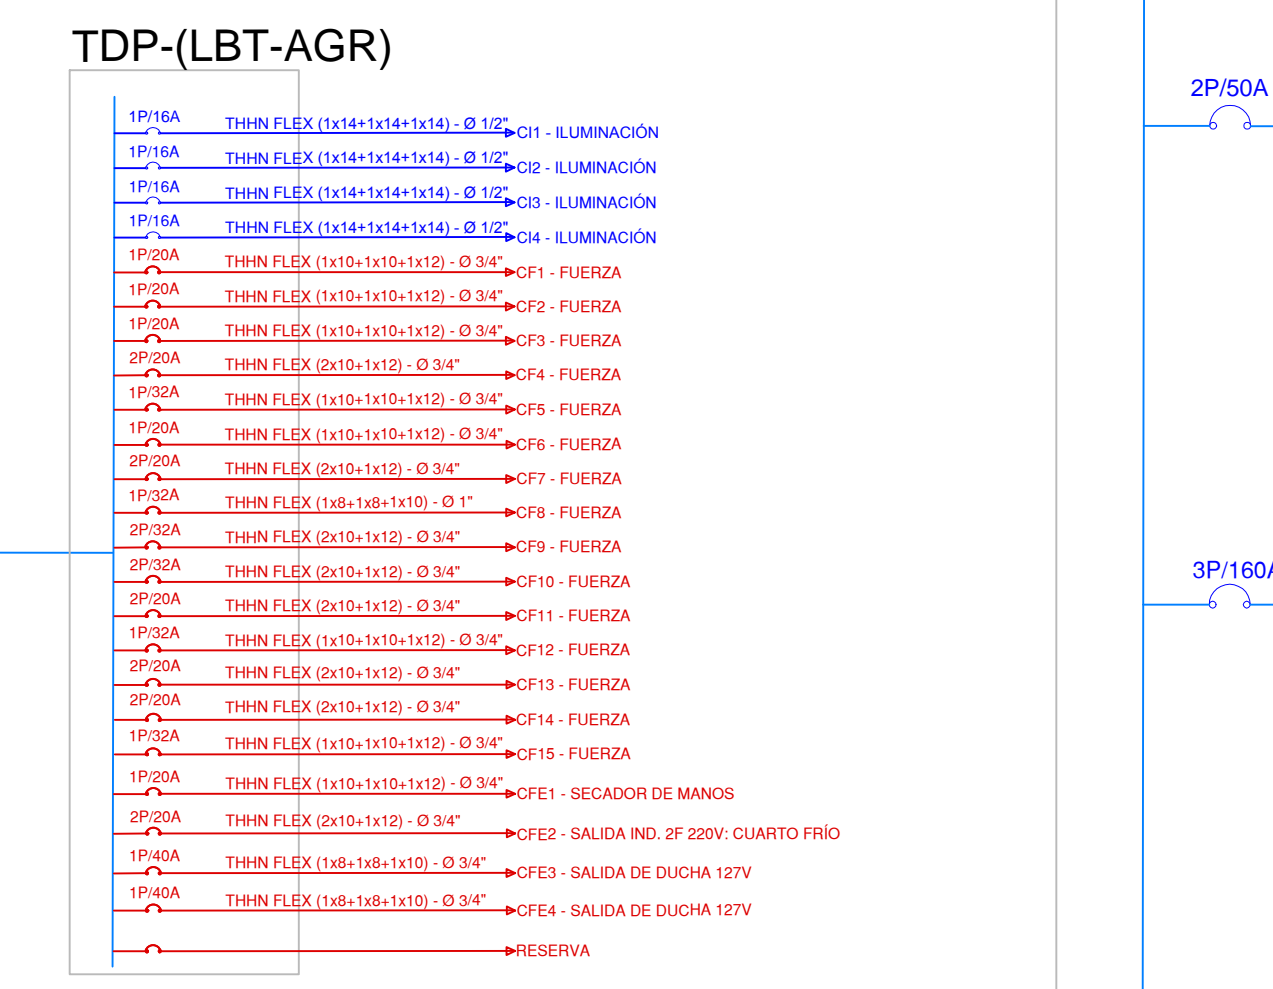 TDP-(LBT-AGR)
1P/16A THHN FLEX (1x14+1x14+1x14) - Ø 1/2" CI1 - ILUMINACIÓN
1P/16A THHN FLEX (1x14+1x14+1x14) - Ø 1/2" CI2 - ILUMINACIÓN
1P/16A THHN FLEX (1x14+1x14+1x14) - Ø 1/2" CI3 - ILUMINACIÓN
1P/16A THHN FLEX (1x14+1x14+1x14) - Ø 1/2" CI4 - ILUMINACIÓN
1P/20A THHN FLEX (1x10+1x10+1x12) - Ø 3/4" CF1 - FUERZA
1P/20A THHN FLEX (1x10+1x10+1x12) - Ø 3/4" CF2 - FUERZA
1P/20A THHN FLEX (1x10+1x10+1x12) - Ø 3/4" CF3 - FUERZA
2P/20A THHN FLEX (2x10+1x12) - Ø 3/4" CF4 - FUERZA
1P/32A THHN FLEX (1x10+1x10+1x12) - Ø 3/4" CF5 - FUERZA
1P/20A THHN FLEX (1x10+1x10+1x12) - Ø 3/4" CF6 - FUERZA
2P/20A THHN FLEX (2x10+1x12) - Ø 3/4" CF7 - FUERZA
1P/32A THHN FLEX (1x8+1x8+1x10) - Ø 1" CF8 - FUERZA
2P/32A THHN FLEX (2x10+1x12) - Ø 3/4" CF9 - FUERZA
2P/32A THHN FLEX (2x10+1x12) - Ø 3/4" CF10 - FUERZA
2P/20A THHN FLEX (2x10+1x12) - Ø 3/4" CF11 - FUERZA
1P/32A THHN FLEX (1x10+1x10+1x12) - Ø 3/4" CF12 - FUERZA
2P/20A THHN FLEX (2x10+1x12) - Ø 3/4" CF13 - FUERZA
2P/20A THHN FLEX (2x10+1x12) - Ø 3/4" CF14 - FUERZA
1P/32A THHN FLEX (1x10+1x10+1x12) - Ø 3/4" CF15 - FUERZA
1P/20A THHN FLEX (1x10+1x10+1x12) - Ø 3/4" CFE1 - SECADOR DE MANOS
2P/20A THHN FLEX (2x10+1x12) - Ø 3/4" CFE2 - SALIDA IND. 2F 220V: CUARTO FRÍO
1P/40A THHN FLEX (1x8+1x8+1x10) - Ø 3/4" CFE3 - SALIDA DE DUCHA 127V
1P/40A THHN FLEX (1x8+1x8+1x10) - Ø 3/4" CFE4 - SALIDA DE DUCHA 127V
RESERVA
2P/50A
3P/160A